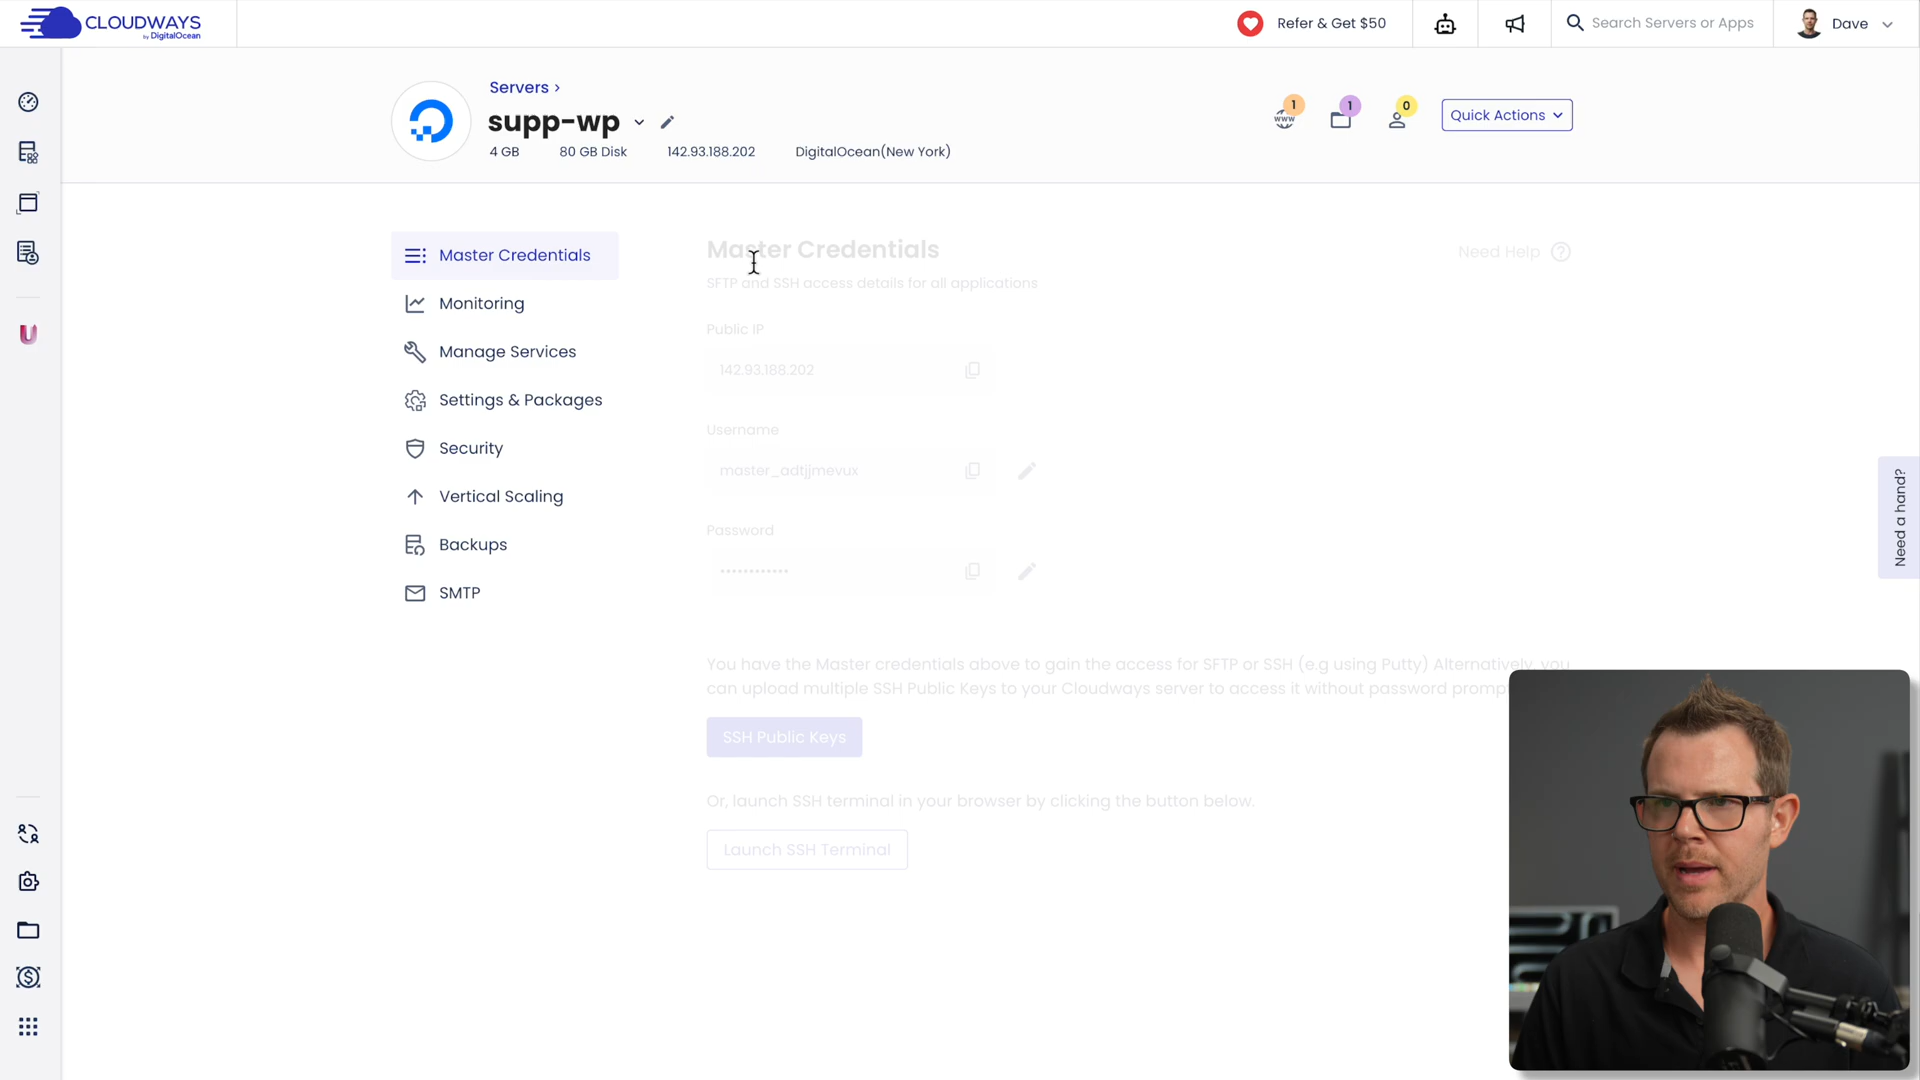 CLOUDWAYS
by DigitalOcean
Refer & Get $50
Search Servers or Apps
Dave
Servers ›
supp-wp
4 GB
80 GB Disk
142.93.188.202
DigitalOcean(New York)
1
www
1
0
Quick Actions
Master Credentials
Monitoring
Manage Services
Settings & Packages
Security
Vertical Scaling
Backups
SMTP
Master Credentials
Need Help ?
SFTP and SSH access details for all applications
Public IP
142.93.188.202
Username
master_adtjjmevux
Password
••••••••••••
You have the Master credentials above to gain the access for SFTP or SSH (e.g using Putty) Alternatively, you
can upload multiple SSH Public Keys to your Cloudways server to access it without password
SSH Public Keys
Or, launch SSH terminal in your browser by clicking the button below.
Launch SSH Terminal
Need a hand?
U